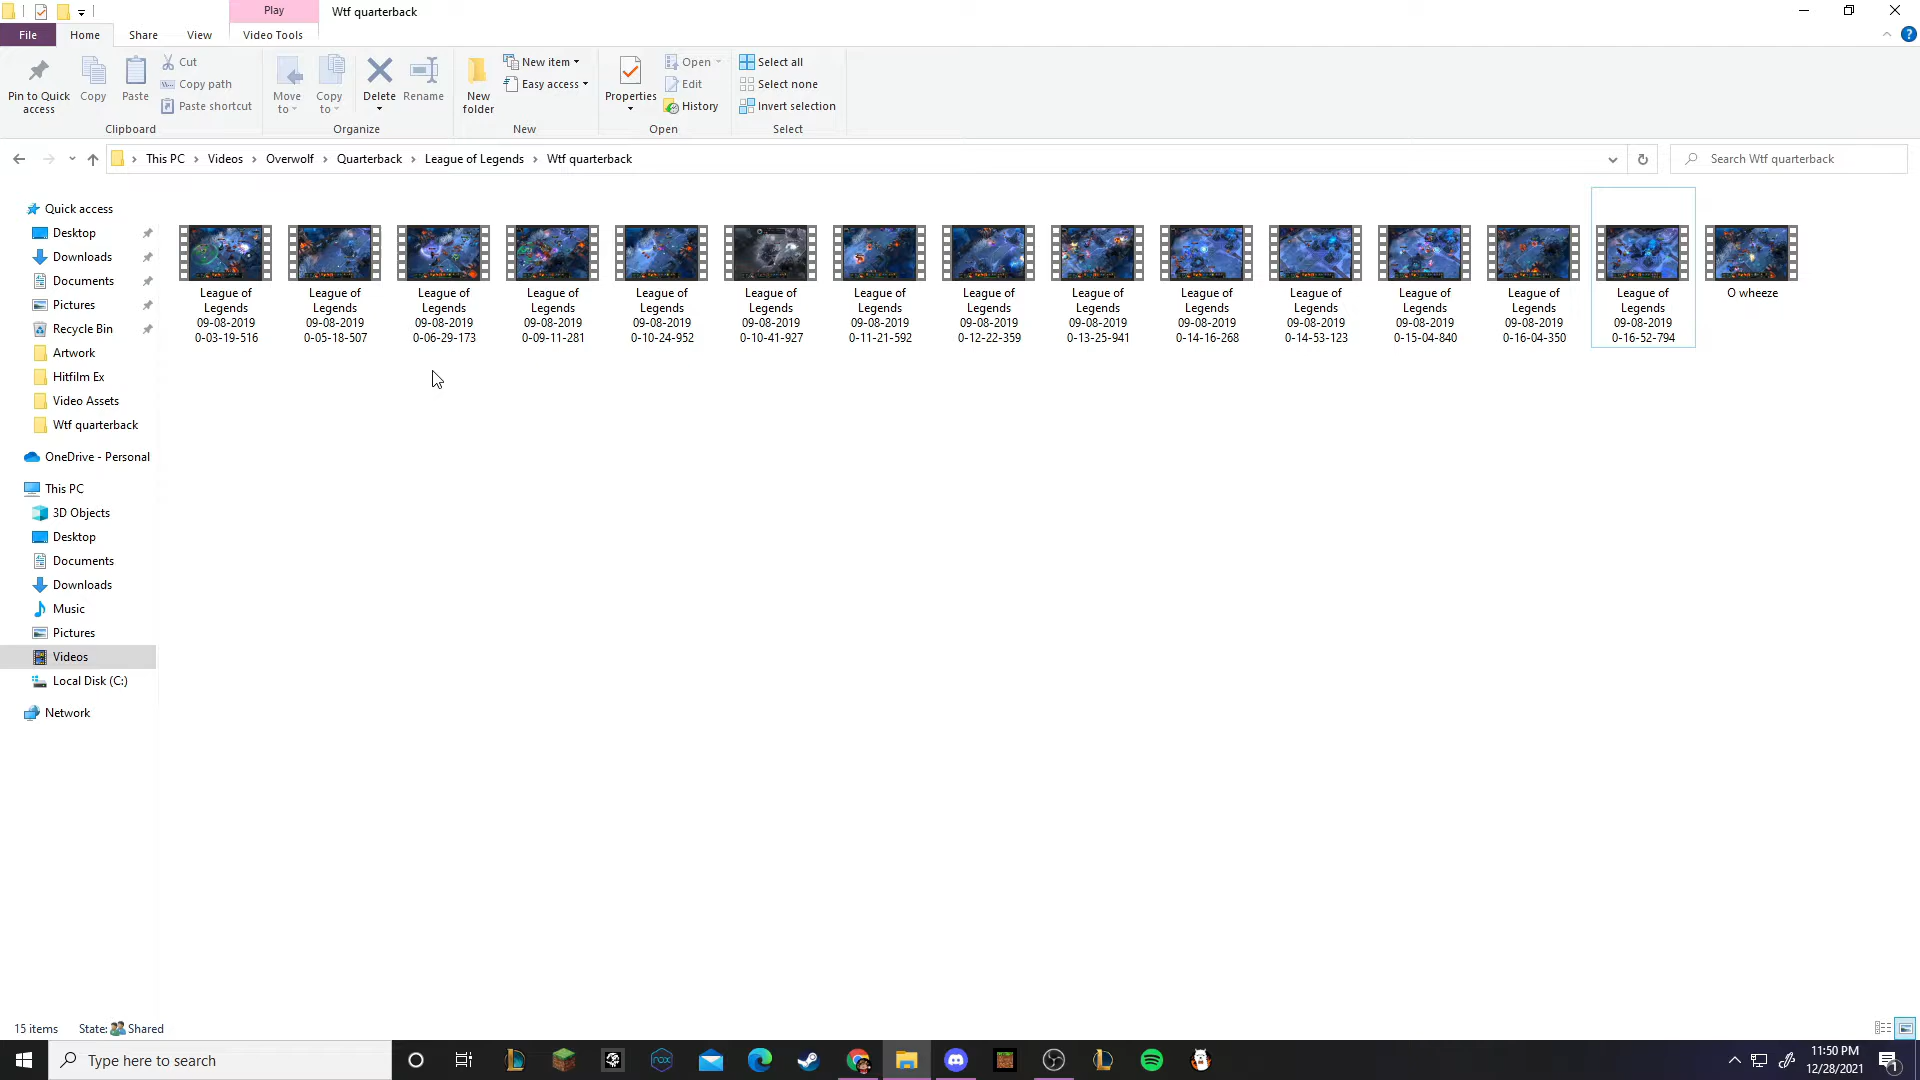 Play
Wtf quarterback
File
Home
Share
View
Video Tools
Pin to Quick
access
Copy
Paste
Cut
Copy path
Paste shortcut
Clipboard
Move
to
Copy
to
Delete
Rename
Organize
New
folder
New item
Easy access
New
Properties
Open
Edit
History
Open
Select all
Select none
Invert selection
Select
This PC
Videos
Overwolf
Quarterback
League of Legends
Wtf quarterback
Search Wtf quarterback
Quick access
Desktop
Downloads
Documents
Pictures
Recycle Bin
Artwork
Hitfilm Ex
Video Assets
Wtf quarterback
OneDrive - Personal
This PC
3D Objects
Desktop
Documents
Downloads
Music
Pictures
Videos
Local Disk (C:)
Network
League of
Legends
09-08-2019
0-03-19-516
League of
Legends
09-08-2019
0-05-18-507
League of
Legends
09-08-2019
0-06-29-173
League of
Legends
09-08-2019
0-09-11-281
League of
Legends
09-08-2019
0-10-24-952
League of
Legends
09-08-2019
0-10-41-927
League of
Legends
09-08-2019
0-11-21-592
League of
Legends
09-08-2019
0-12-22-359
League of
Legends
09-08-2019
0-13-25-941
League of
Legends
09-08-2019
0-14-16-268
League of
Legends
09-08-2019
0-14-53-123
League of
Legends
09-08-2019
0-15-04-840
League of
Legends
09-08-2019
0-16-04-350
League of
Legends
09-08-2019
0-16-52-794
O wheeze
15 items
State:
Shared
Type here to search
nox
11:50 PM
12/28/2021
1